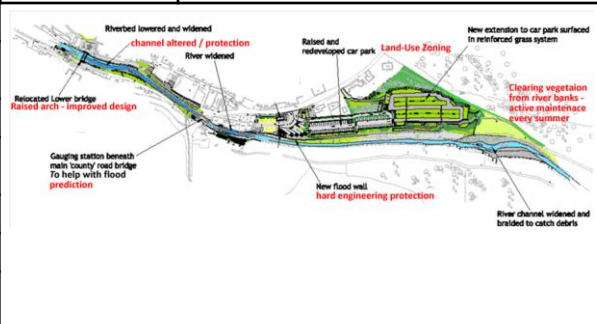 Riverbed lowered and widened
channel altered / protection
River widened
Raised and
redeveloped car park
Land-Use Zoning
New extension to car park surfaced
in reinforced grass system
Relocated Lower bridge
Raised arch - improved design
Clearing vegetaion
from river banks -
active maintenace
every summer
Gauging station beneath
main 'county' road bridge
To help with flood
prediction
New flood wall
hard engineering protection
River channel widened and
braided to catch debris